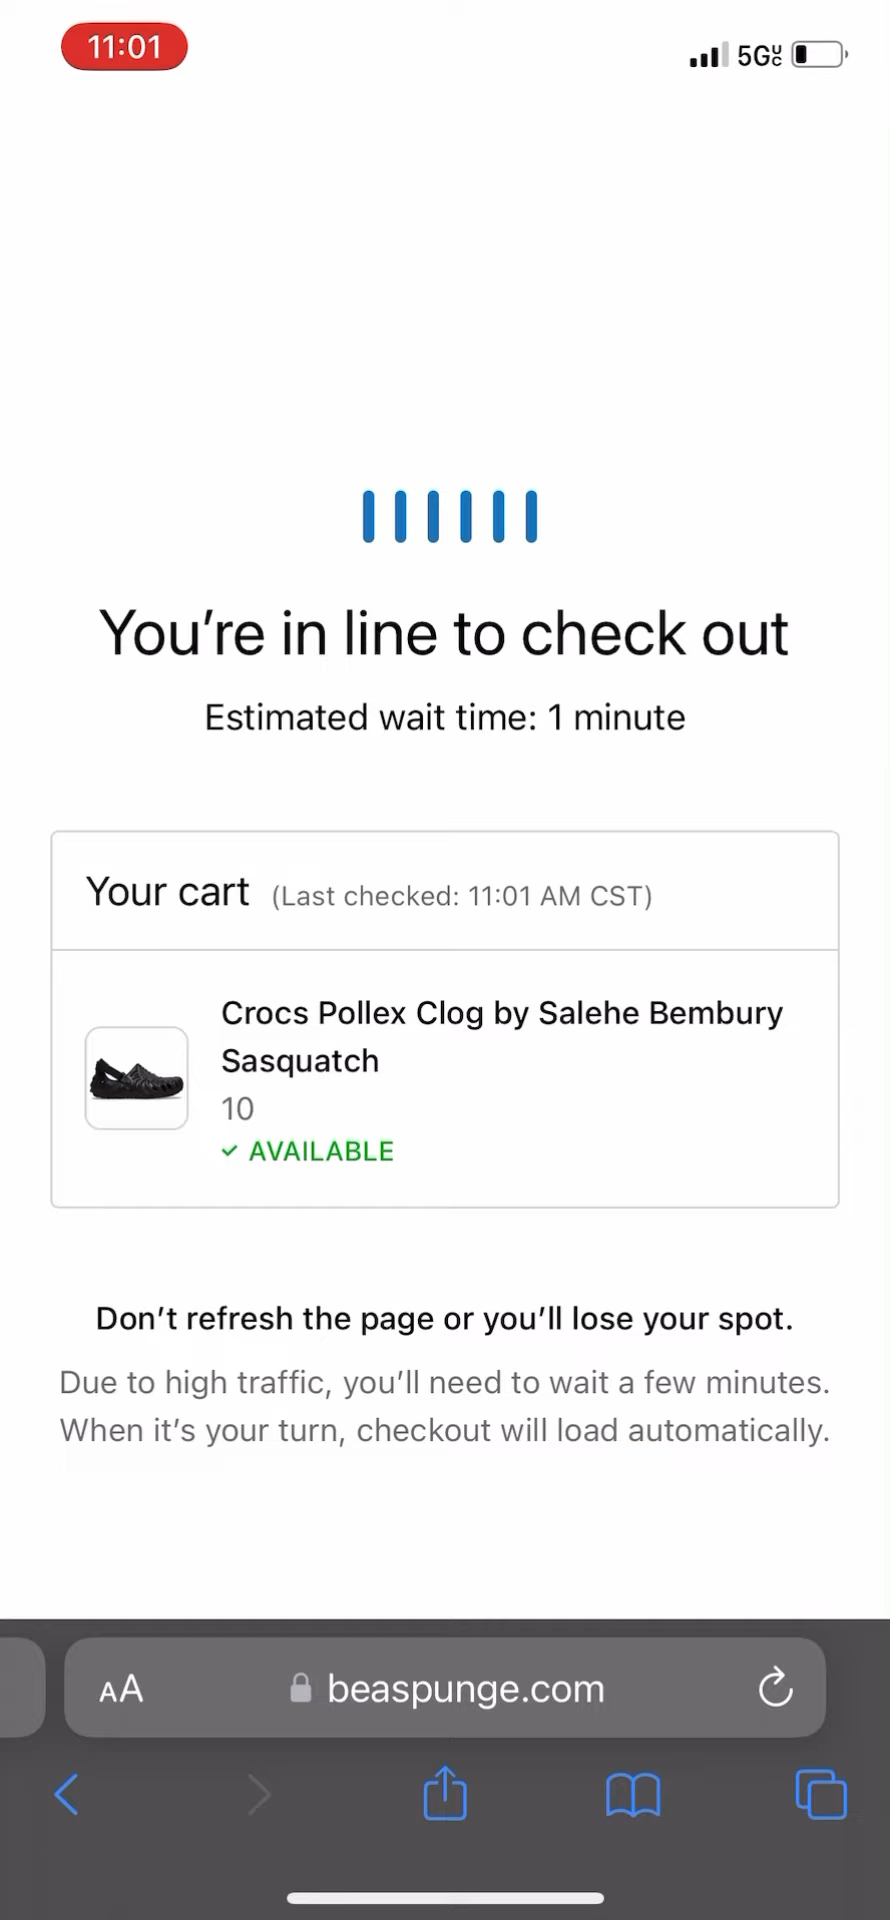 11:01
5GUC
You’re in line to check out
Estimated wait time: 1 minute
Your cart (Last checked: 11:01 AM CST)
Crocs Pollex Clog by Salehe Bembury
Sasquatch
10
✓ AVAILABLE
Don’t refresh the page or you’ll lose your spot.
Due to high traffic, you’ll need to wait a few minutes.
When it’s your turn, checkout will load automatically.
AA beaspunge.com